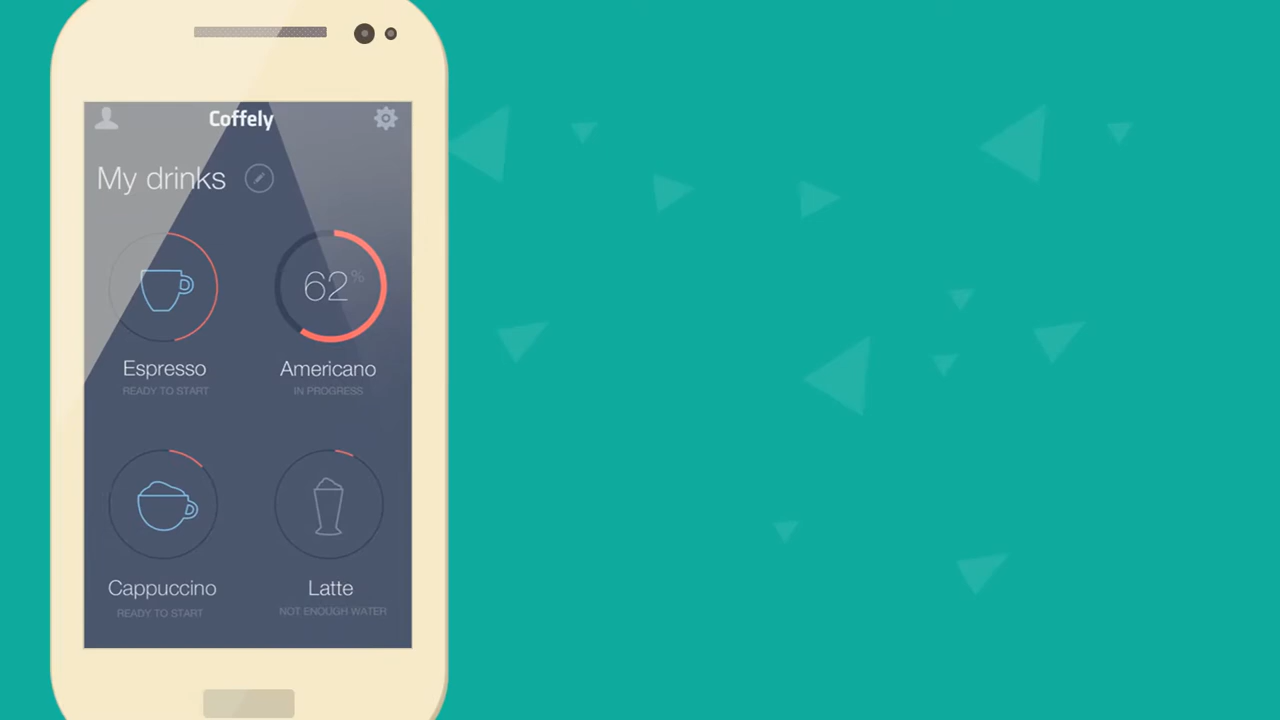 Coffely
My drinks
62%
Espresso
READY TO START
Americano
IN PROGRESS
Cappuccino
READY TO START
Latte
NOT ENOUGH WATER